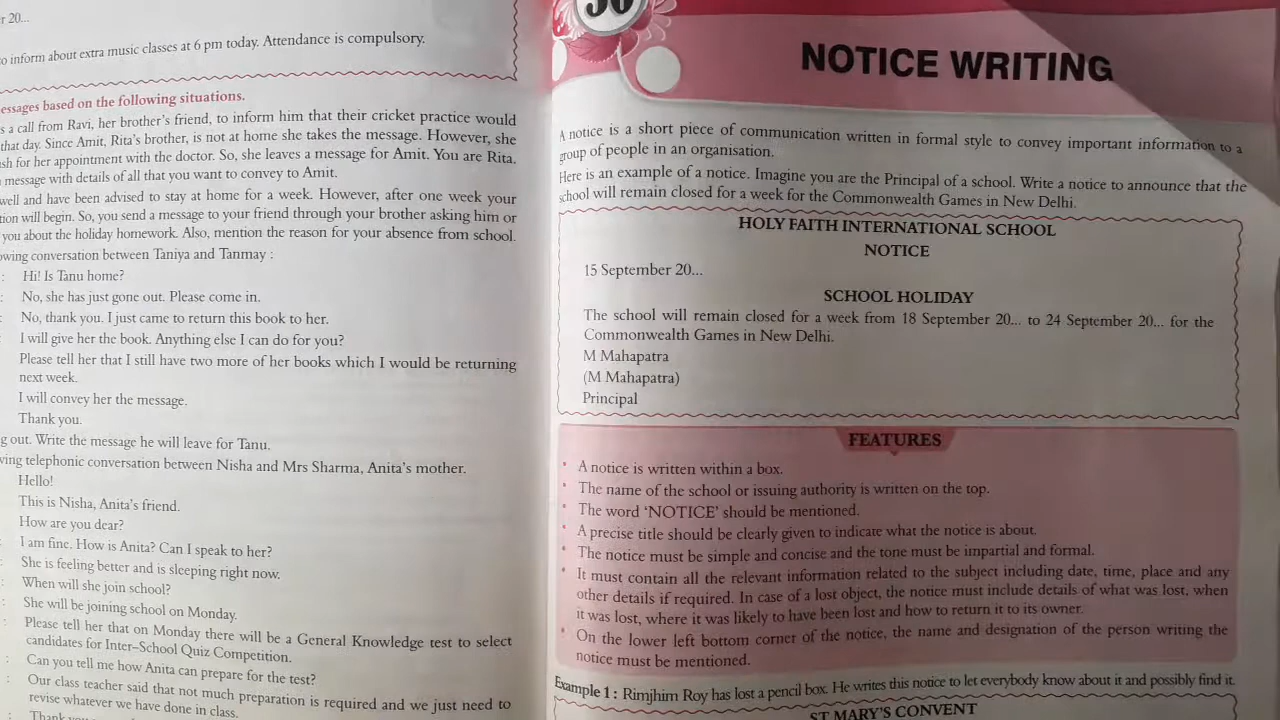 r 20...
o inform about extra music classes at 6 pm today. Attendance is compulsory.
essages based on the following situations.
s a call from Ravi, her brother's friend, to inform him that their cricket practice would
that day. Since Amit, Rita's brother, is not at home she takes the message. However, she
sh for her appointment with the doctor. So, she leaves a message for Amit. You are Rita.
message with details of all that you want to convey to Amit.
well and have been advised to stay at home for a week. However, after one week your
tion will begin. So, you send a message to your friend through your brother asking him or
you about the holiday homework. Also, mention the reason for your absence from school.
owing conversation between Taniya and Tanmay :
: Hi! Is Tanu home?
: No, she has just gone out. Please come in.
: No, thank you. I just came to return this book to her.
: I will give her the book. Anything else I can do for you?
Please tell her that I still have two more of her books which I would be returning
next week.
I will convey her the message.
Thank you.
g out. Write the message he will leave for Tanu.
ving telephonic conversation between Nisha and Mrs Sharma, Anita's mother.
Hello!
This is Nisha, Anita's friend.
How are you dear?
: I am fine. How is Anita? Can I speak to her?
: She is feeling better and is sleeping right now.
: When will she join school?
: She will be joining school on Monday.
: Please tell her that on Monday there will be a General Knowledge test to select
candidates for Inter–School Quiz Competition.
: Can you tell me how Anita can prepare for the test?
: Our class teacher said that not much preparation is required and we just need to
revise whatever we have done in class.
: Thank you
NOTICE WRITING
A notice is a short piece of communication written in formal style to convey important information to a
group of people in an organisation.
Here is an example of a notice. Imagine you are the Principal of a school. Write a notice to announce that the
school will remain closed for a week for the Commonwealth Games in New Delhi.
HOLY FAITH INTERNATIONAL SCHOOL
NOTICE
15 September 20...
SCHOOL HOLIDAY
The school will remain closed for a week from 18 September 20... to 24 September 20... for the
Commonwealth Games in New Delhi.
M Mahapatra
(M Mahapatra)
Principal
FEATURES
• A notice is written within a box.
• The name of the school or issuing authority is written on the top.
• The word 'NOTICE' should be mentioned.
• A precise title should be clearly given to indicate what the notice is about.
• The notice must be simple and concise and the tone must be impartial and formal.
• It must contain all the relevant information related to the subject including date, time, place and any
other details if required. In case of a lost object, the notice must include details of what was lost, when
it was lost, where it was likely to have been lost and how to return it to its owner.
• On the lower left bottom corner of the notice, the name and designation of the person writing the
notice must be mentioned.
Example 1 : Rimjhim Roy has lost a pencil box. He writes this notice to let everybody know about it and possibly find it.
ST MARY'S CONVENT